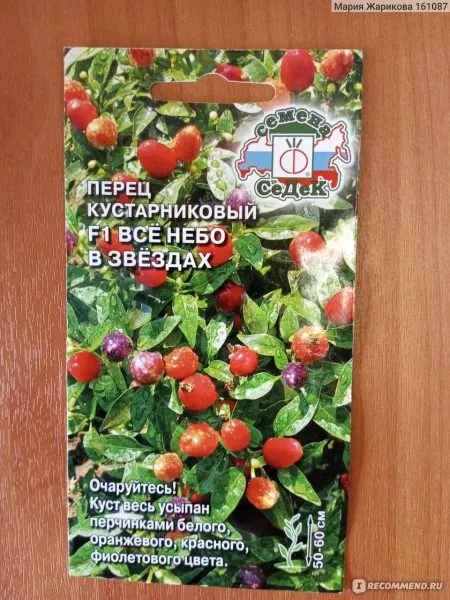 Мария Жарикова 161087
семена
СеДеК
ПЕРЕЦ
КУСТАРНИКОВЫЙ
F1 ВСЁ НЕБО
В ЗВЁЗДАХ
Очаруйтесь!
Куст весь усыпан
перчинками белого,
оранжевого, красного,
фиолетового цвета.
50-60 см
IRECOMMEND.RU